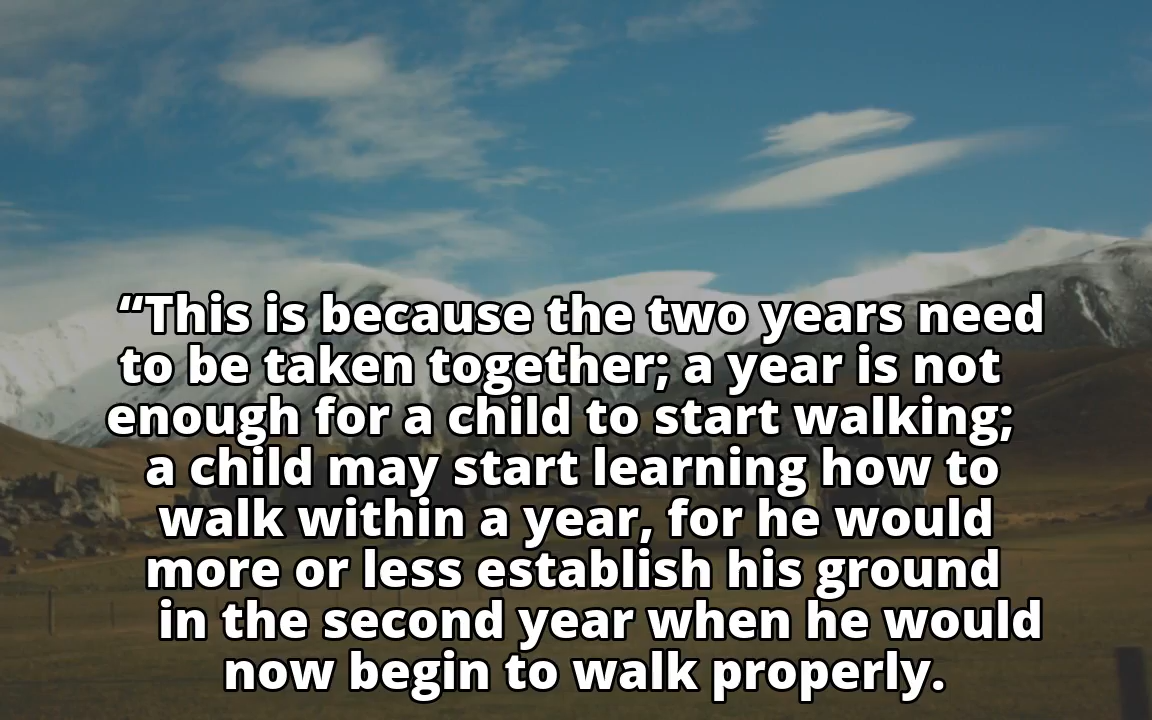 “This is because the two years need
to be taken together; a year is not
enough for a child to start walking;
a child may start learning how to
walk within a year, for he would
more or less establish his ground
in the second year when he would
now begin to walk properly.